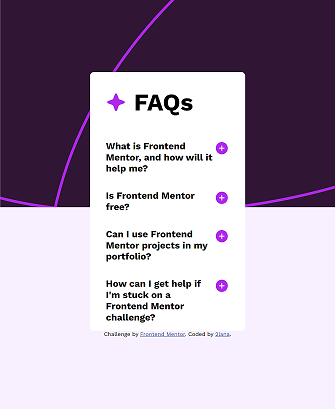 FAQs
What is Frontend
Mentor, and how will it
help me?
Is Frontend Mentor
free?
Can I use Frontend
Mentor projects in my
portfolio?
How can I get help if
I'm stuck on a
Frontend Mentor
challenge?
Challenge by Frontend Mentor. Coded by